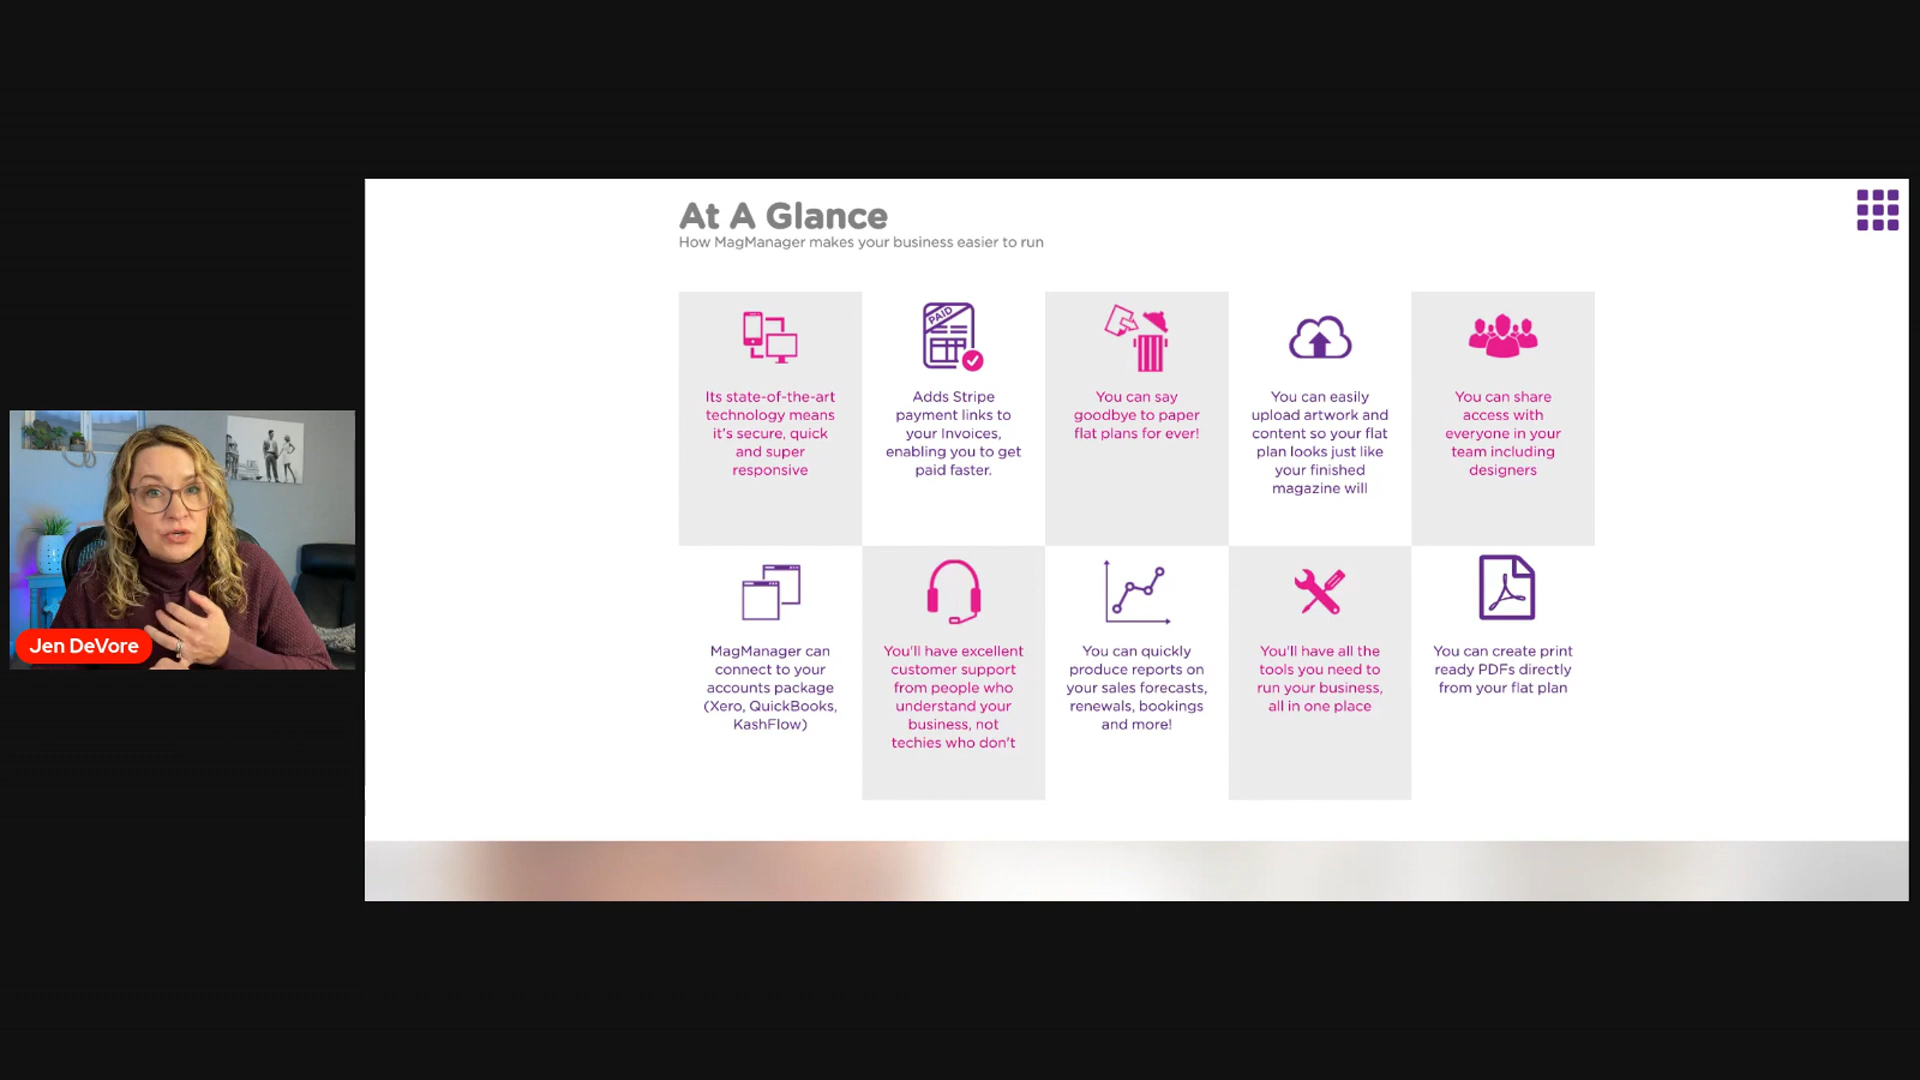 At A Glance
How MagManager makes your business easier to run
Its state-of-the-art
technology means
it's secure, quick
and super
responsive
PAID
Adds Stripe
payment links to
your Invoices,
enabling you to get
paid faster.
You can say
goodbye to paper
flat plans for ever!
You can easily
upload artwork and
content so your flat
plan looks just like
your finished
magazine will
You can share
access with
everyone in your
team including
designers
MagManager can
connect to your
accounts package
(Xero, QuickBooks,
KashFlow)
You'll have excellent
customer support
from people who
understand your
business, not
techies who don't
You can quickly
produce reports on
your sales forecasts,
renewals, bookings
and more!
You'll have all the
tools you need to
run your business,
all in one place
You can create print
ready PDFs directly
from your flat plan
Jen DeVore